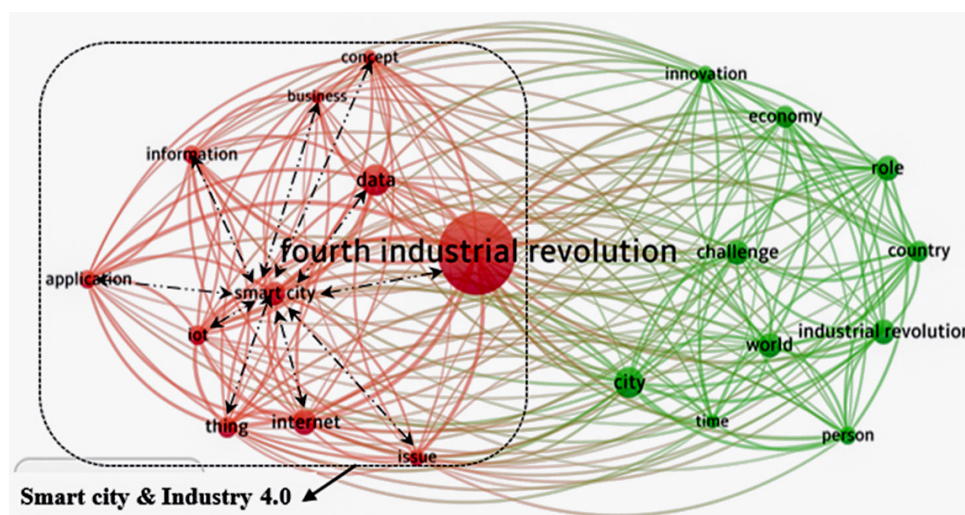 concept
innovation
business
economy
information
role
data
fourth industrial revolution
challenge
country
application
smart city
iot
industrial revolution
world
city
thing
internet
time
person
issue
Smart city & Industry 4.0